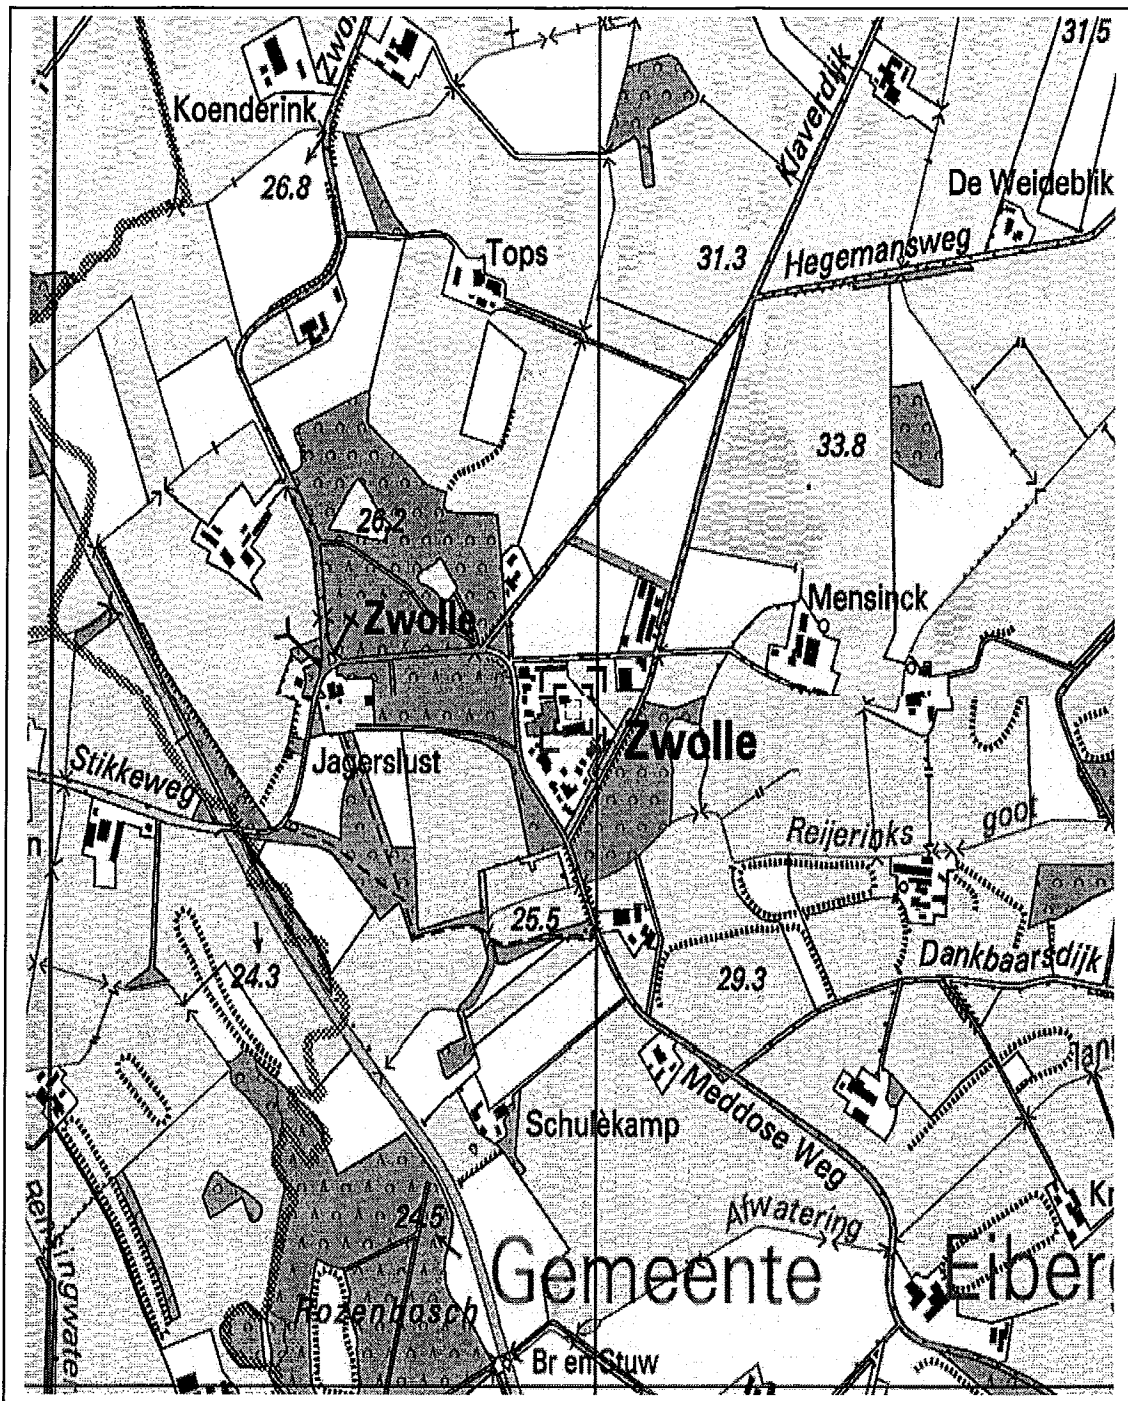 31/5
Koenderink
Klaverdijk
26.8
De Weideblik
Tops
31.3
Hegemansweg
33.8
26.2
Mensinck
Zwolle
Zwolle
Stikkeweg
Jagerslust
Reijerinks
goot
25.5
24.3
29.3
Dankbaarsdijk
Meddose Weg
Schulekamp
24.5
Afwatering
Gemeente
Rozenbosch
Br en Stuw